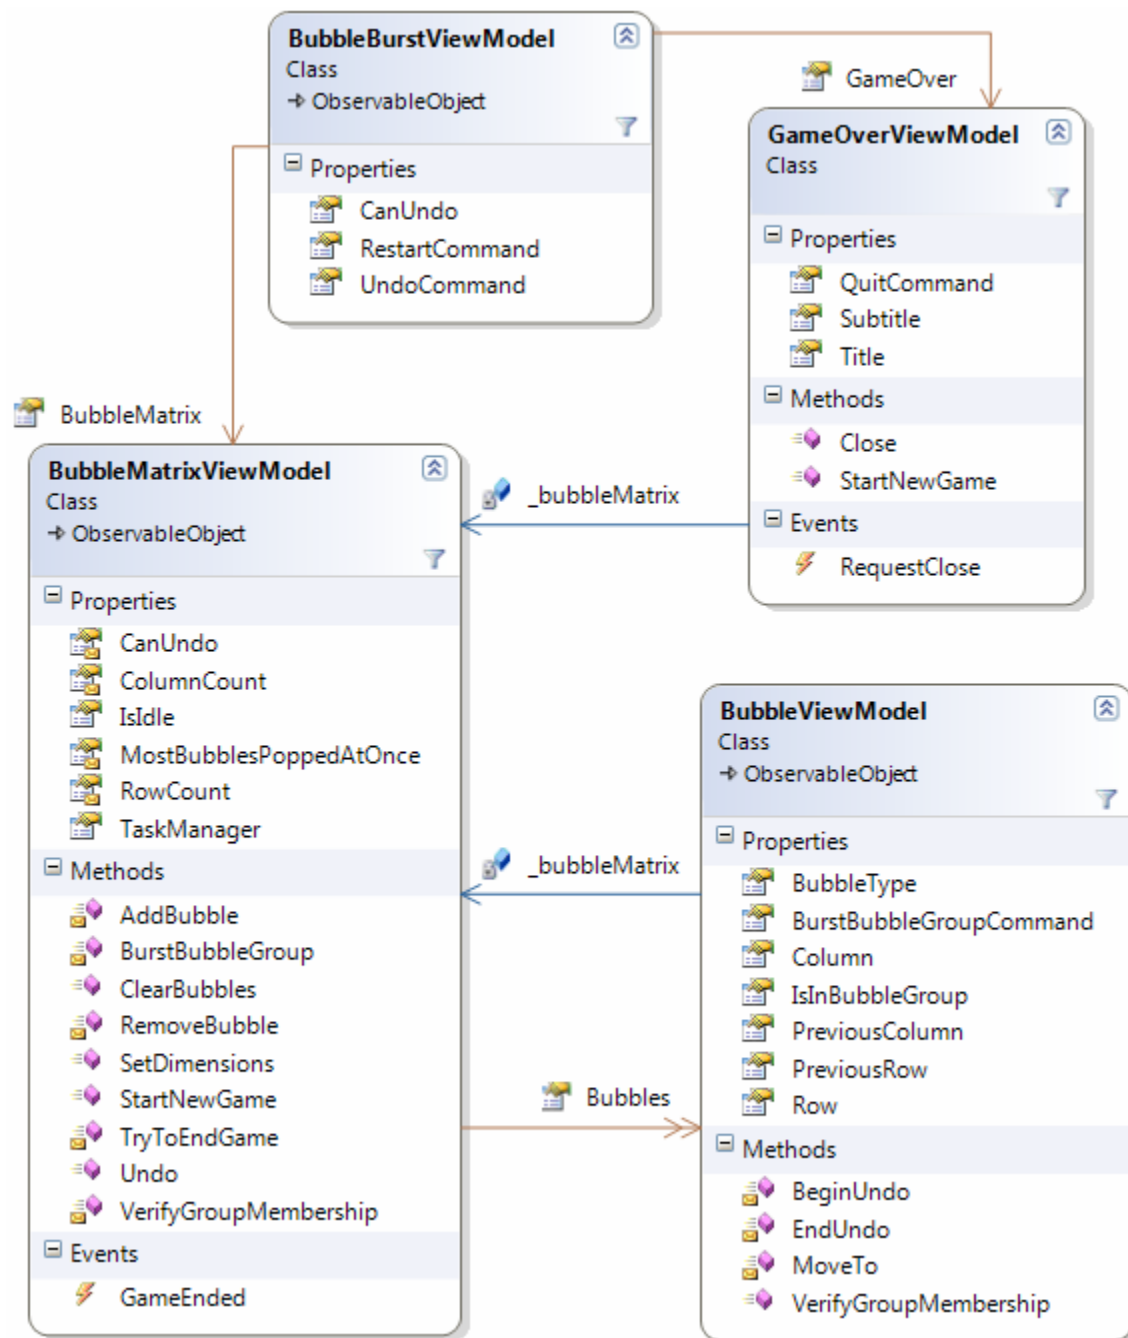 BubbleBurstViewModel
Class
ObservableObject
Properties
CanUndo
RestartCommand
UndoCommand
GameOver
GameOverViewModel
Class
Properties
QuitCommand
Subtitle
Title
Methods
Close
StartNewGame
Events
RequestClose
BubbleMatrix
BubbleMatrixViewModel
Class
ObservableObject
Properties
CanUndo
ColumnCount
IsIdle
MostBubblesPoppedAtOnce
RowCount
TaskManager
Methods
AddBubble
BurstBubbleGroup
ClearBubbles
RemoveBubble
SetDimensions
StartNewGame
TryToEndGame
Undo
VerifyGroupMembership
Events
GameEnded
_bubbleMatrix
_bubbleMatrix
Bubbles
BubbleViewModel
Class
ObservableObject
Properties
BubbleType
BurstBubbleGroupCommand
Column
IsInBubbleGroup
PreviousColumn
PreviousRow
Row
Methods
BeginUndo
EndUndo
MoveTo
VerifyGroupMembership